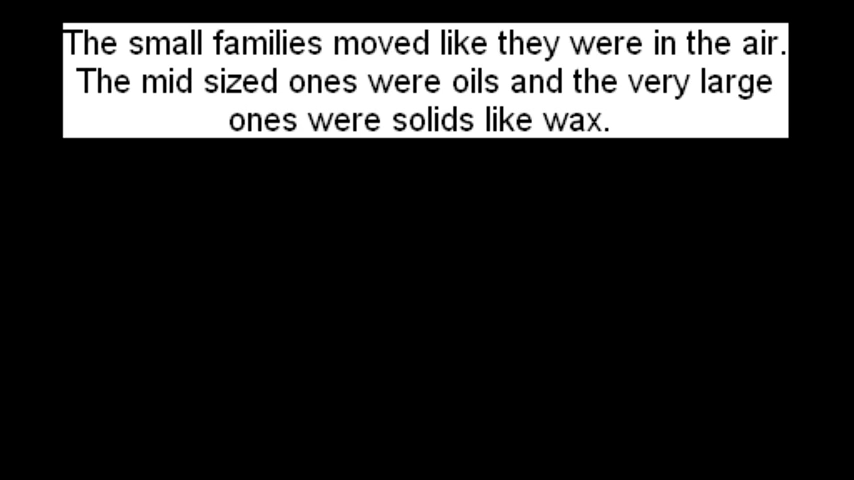 The small families moved like they were in the air.
The mid sized ones were oils and the very large
ones were solids like wax.